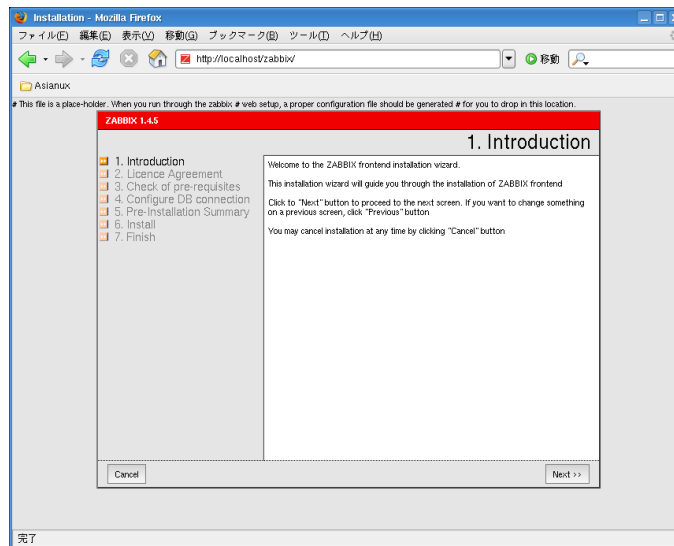 Installation - Mozilla Firefox
ファイル(F) 編集(E) 表示(V) 移動(G) ブックマーク(B) ツール(T) ヘルプ(H)
http://localhost/zabbix/
移動
Asianux
# This file is a place-holder. When you run through the zabbix # web setup, a proper configuration file should be generated # for you to drop in this location.
ZABBIX 1.4.5
1. Introduction
1. Introduction
2. Licence Agreement
3. Check of pre-requisites
4. Configure DB connection
5. Pre-Installation Summary
6. Install
7. Finish
Welcome to the ZABBIX frontend installation wizard.
This installation wizard will guide you through the installation of ZABBIX frontend
Click to "Next" button to proceed to the next screen. If you want to change something
on a previous screen, click "Previous" button
You may cancel installation at any time by clicking "Cancel" button
Cancel
Next >>
完了